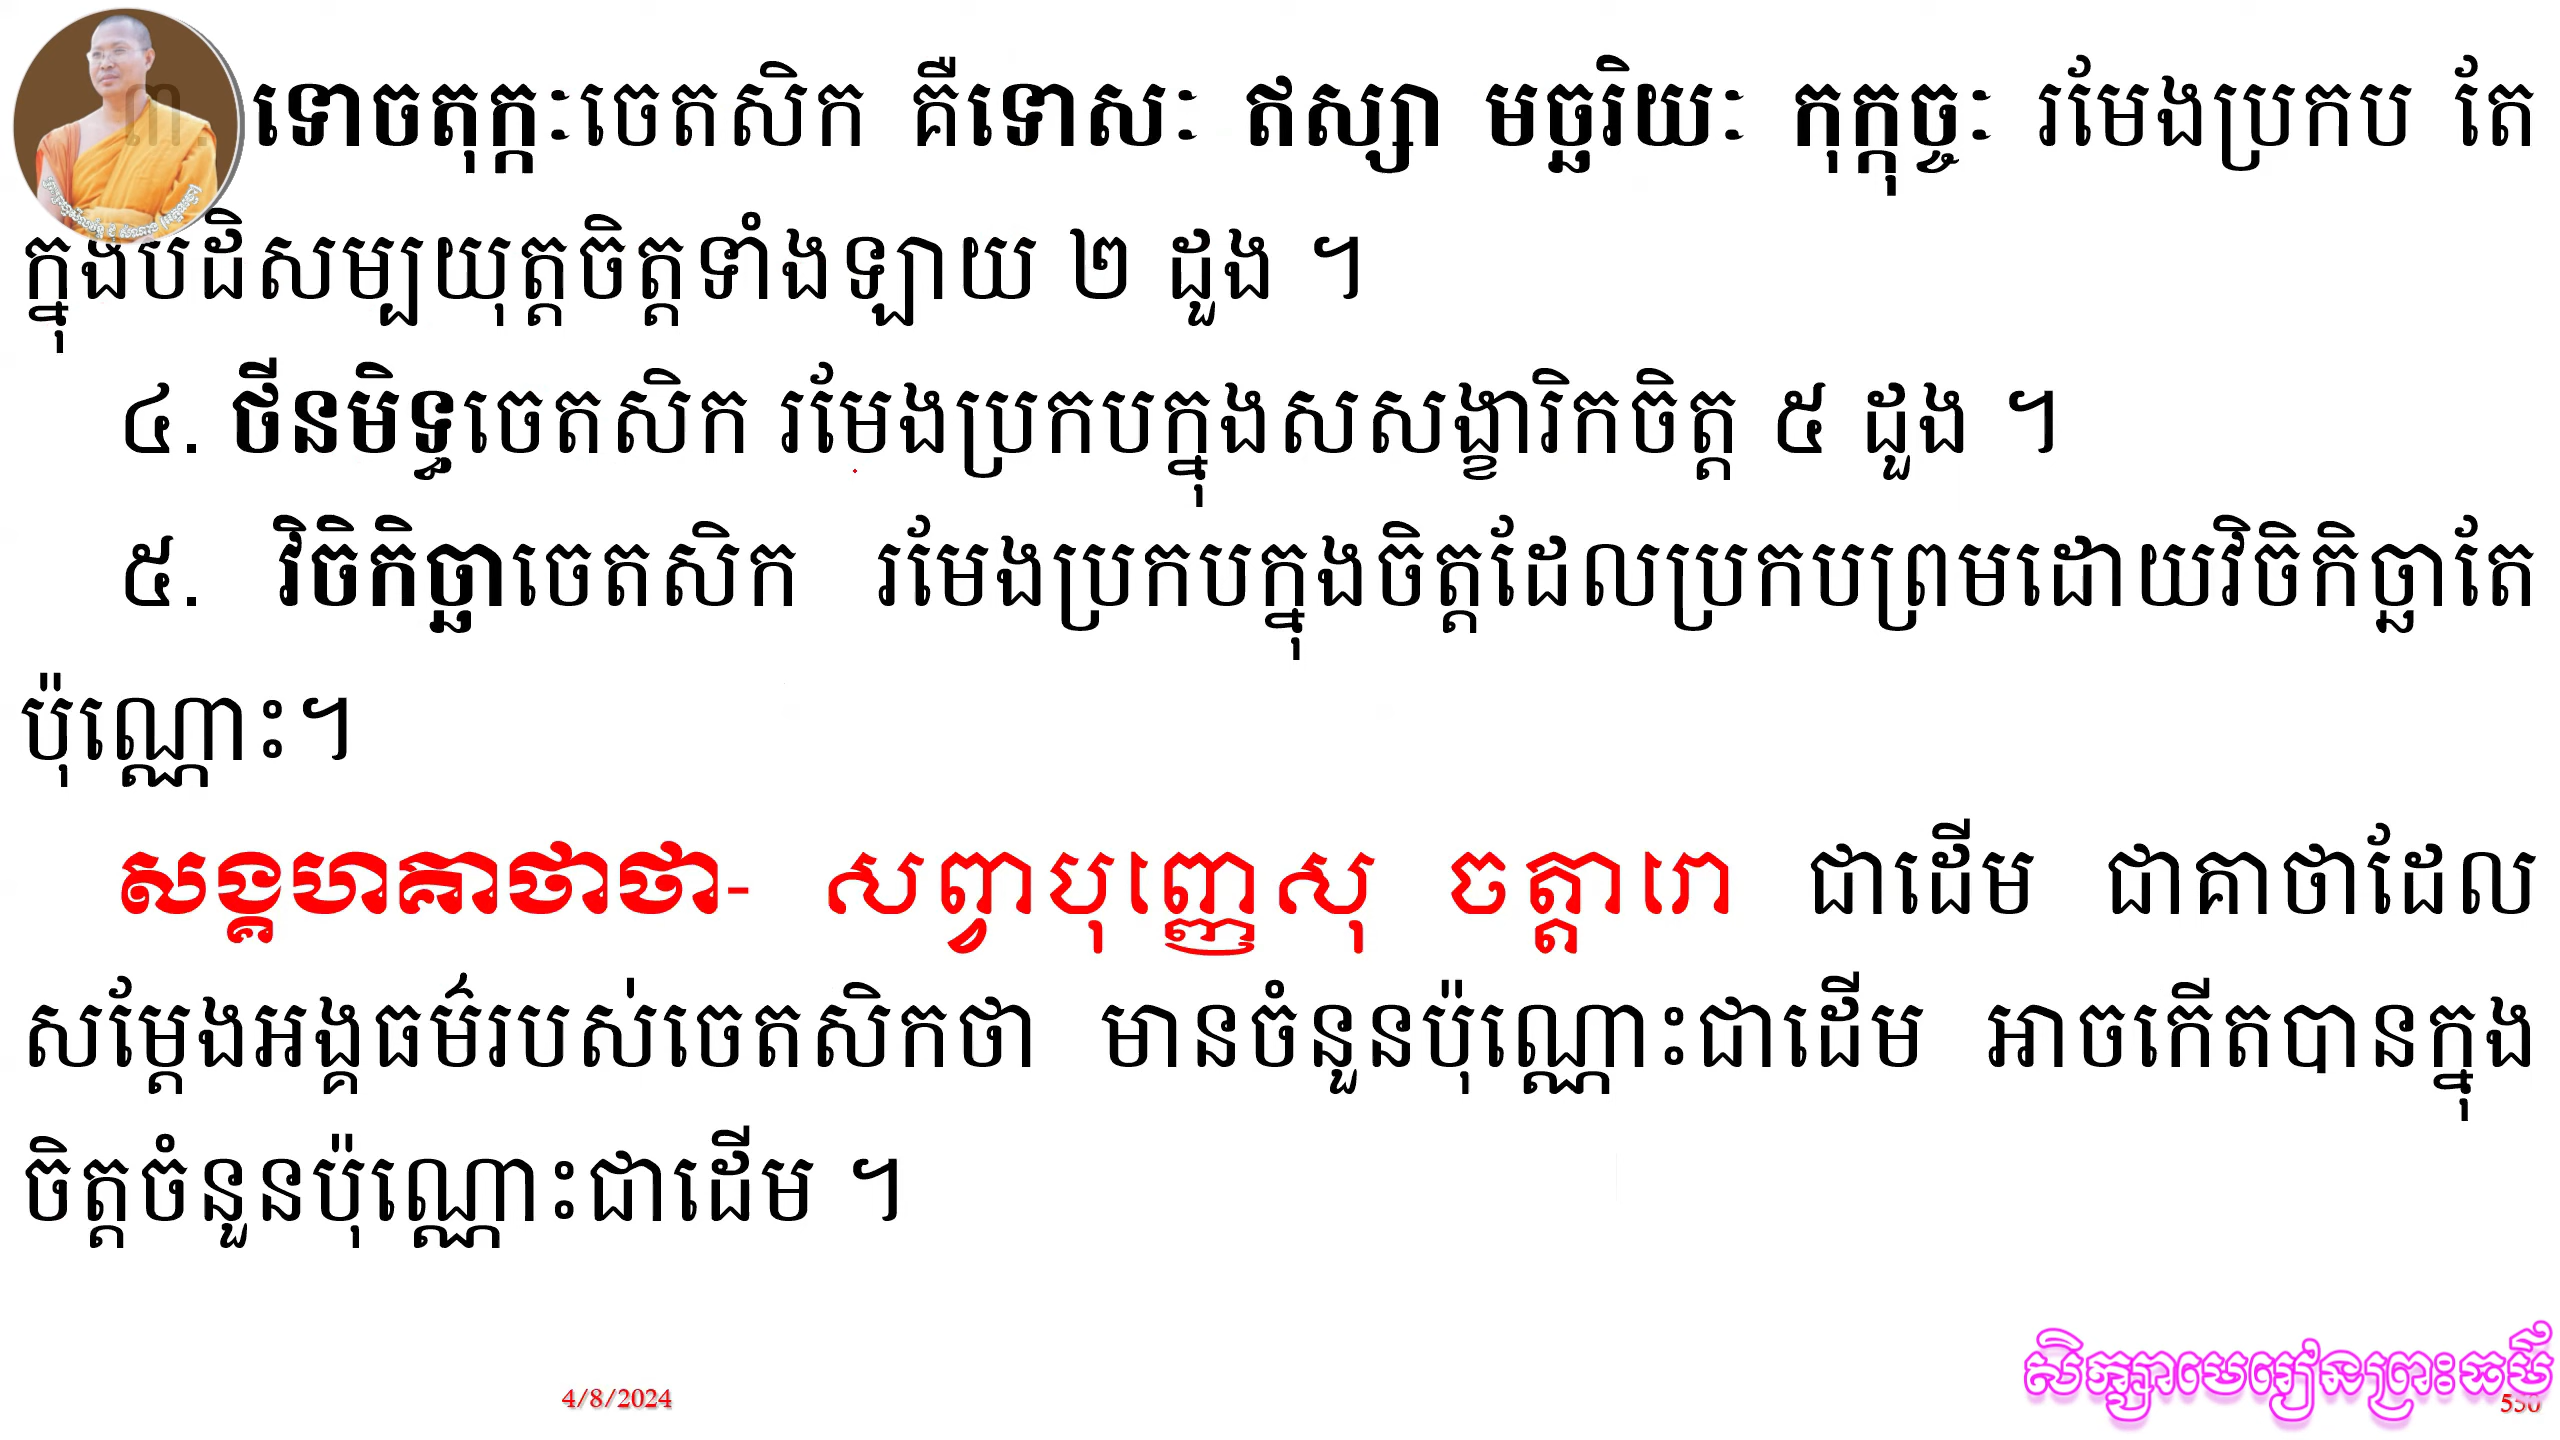 ៣. ទោចតុក្កៈចេតសិក គឺទោសៈ ឥស្សា មច្ឆរិយៈ កុក្កុច្ចៈ រមែងប្រកប តែ
ក្នុងបដិសម្បយុត្តចិត្តទាំងឡាយ ២ ដួង ។
៤. ថីនមិទ្ធចេតសិក រមែងប្រកបក្នុងសសង្ខារិកចិត្ត ៥ ដួង ។
៥. វិចិកិច្ឆាចេតសិក រមែងប្រកបក្នុងចិត្តដែលប្រកបព្រមដោយវិចិកិច្ឆាតែ
ប៉ុណ្ណោះ។
សង្គហគាថាថា- សព្វាបុញ្ញេសុ ចត្តារោ ជាដើម ជាគាថាដែល
សម្តែងអង្គធម៌របស់ចេតសិកថា មានចំនួនប៉ុណ្ណោះជាដើម អាចកើតបានក្នុង
ចិត្តចំនួនប៉ុណ្ណោះជាដើម ។
សិក្សាមេរៀនព្រះធម៌
4/8/2024
550